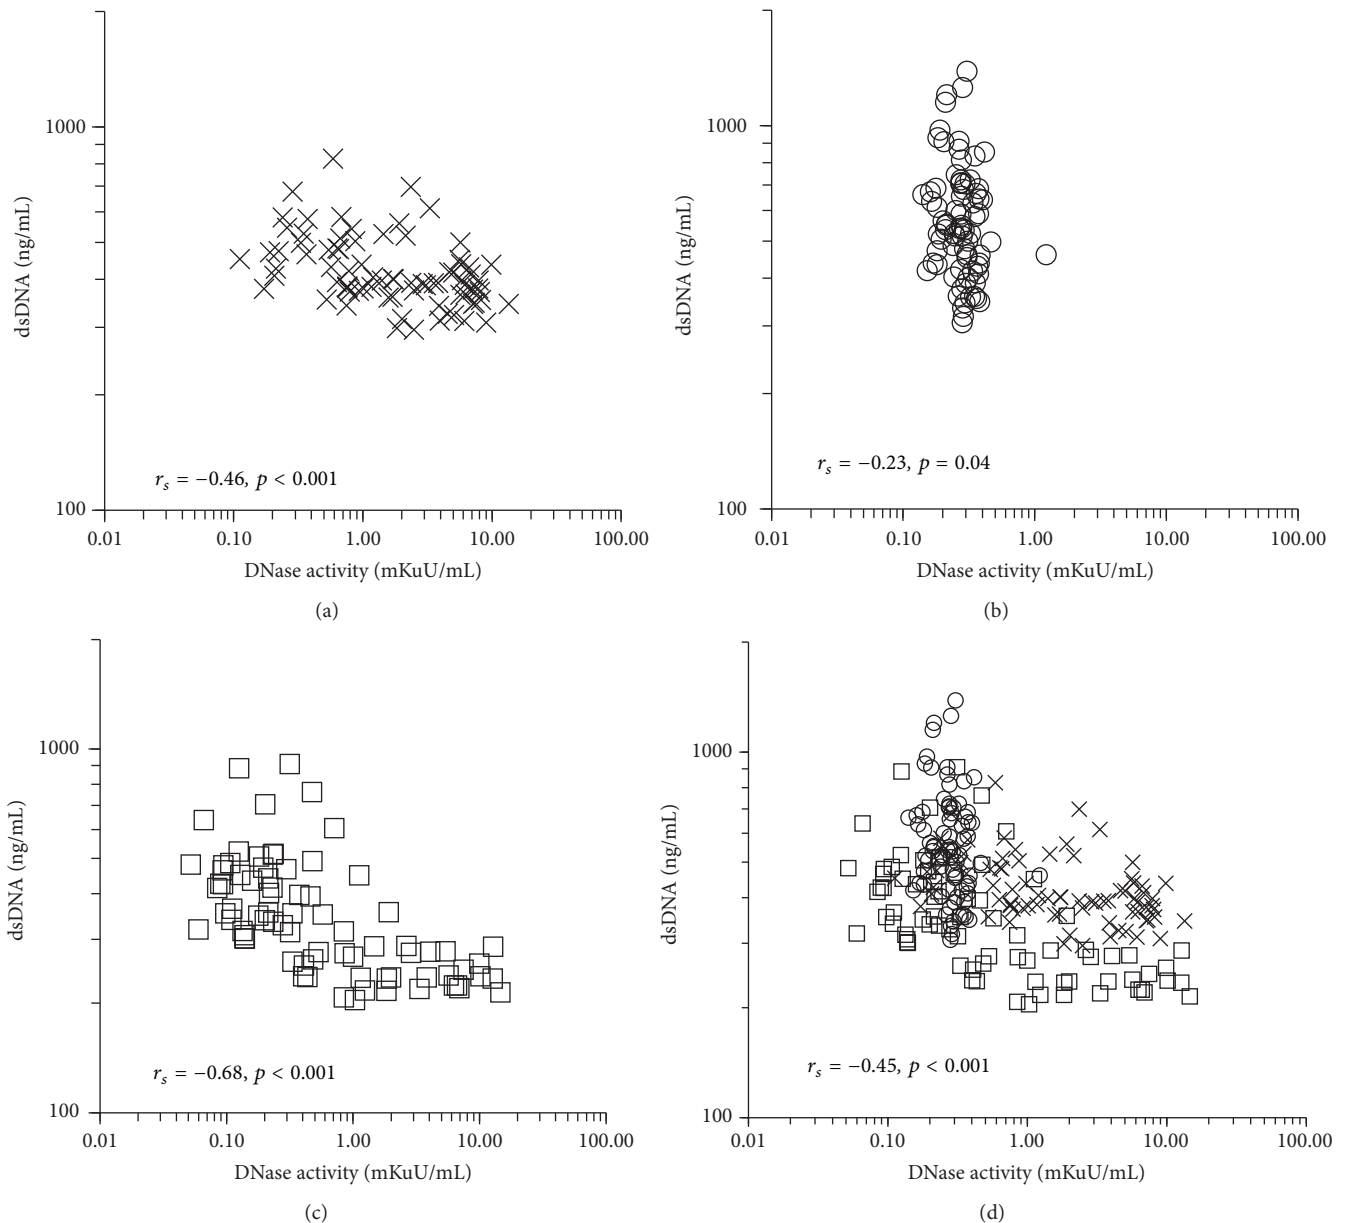 1000
dsDNA (ng/mL)
r_s = −0.46, p < 0.001
100
0.01 0.10 1.00 10.00 100.00
DNase activity (mKuU/mL)
(a)
1000
dsDNA (ng/mL)
r_s = −0.23, p = 0.04
100
0.01 0.10 1.00 10.00 100.00
DNase activity (mKuU/mL)
(b)
1000
dsDNA (ng/mL)
r_s = −0.68, p < 0.001
100
0.01 0.10 1.00 10.00 100.00
DNase activity (mKuU/mL)
(c)
1000
dsDNA (ng/mL)
r_s = −0.45, p < 0.001
100
0.01 0.10 1.00 10.00 100.00
DNase activity (mKuU/mL)
(d)